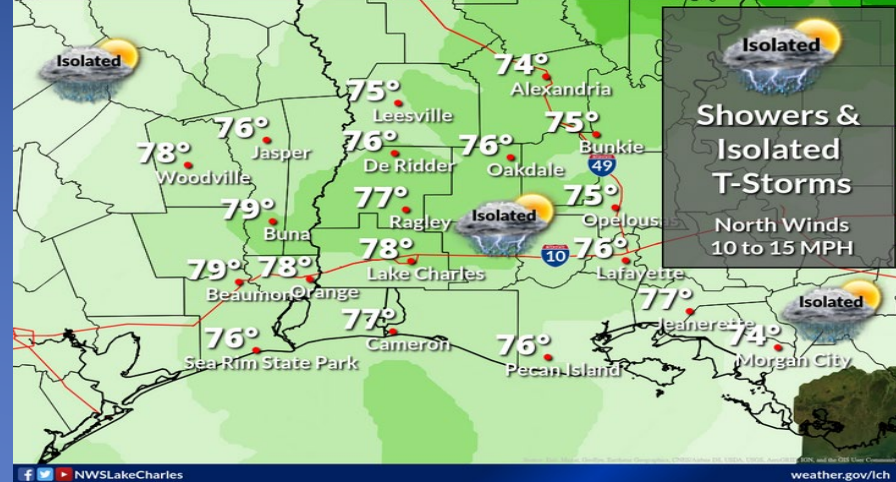 Isolated
74°
Alexandria
75°
Leesville
76°
Jasper
78°
Woodville
76°
De Ridder
76°
Oakdale
75°
Bunkie
49
79°
Buna
77°
Ragley
Isolated
75°
Opelous
79°
Beaumon
78°
Orange
78°
Lake Charles
10
76°
Lafayette
76°
Sea Rim State Park
77°
Cameron
76°
Pecan Island
77°
Jeanerette
74°
Morgan City
Isolated
Isolated
Showers &
Isolated
T-Storms
North Winds
10 to 15 MPH
NWSLakeCharles
weather.gov/lch